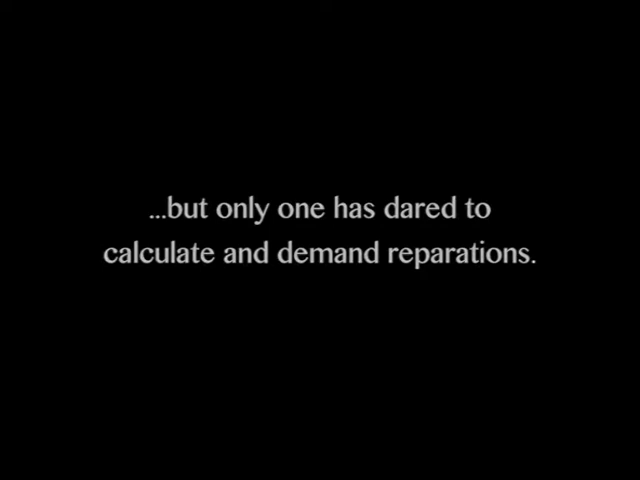 ...but only one has dared to
calculate and demand reparations.